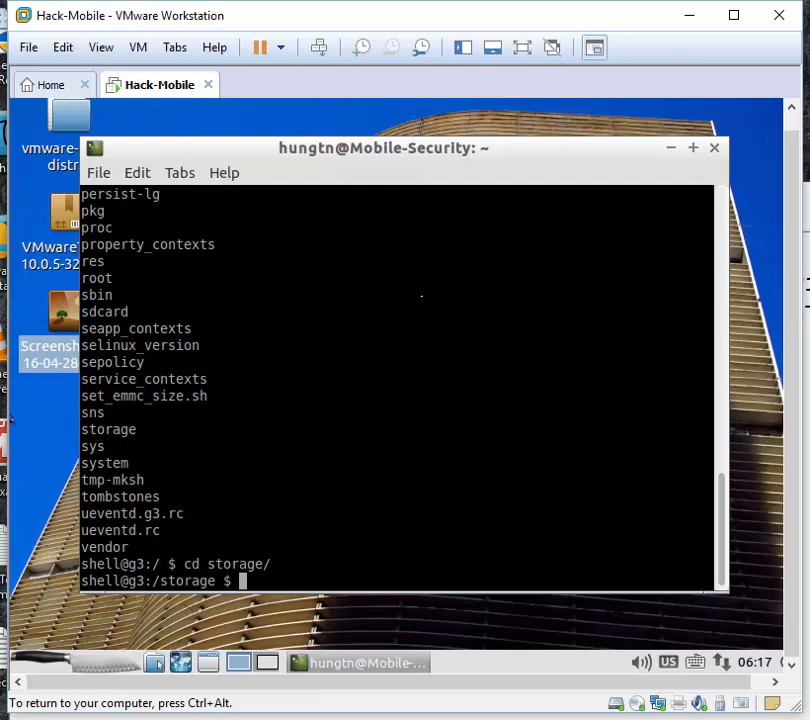 Hack-Mobile - VMware Workstation
File Edit View VM Tabs Help
Home
Hack-Mobile
vmware-
distr
VMwareT
10.0.5-32
Screensh
16-04-28
hungtn@Mobile-Security: ~
File Edit Tabs Help
persist-lg
pkg
proc
property_contexts
res
root
sbin
sdcard
seapp_contexts
selinux_version
sepolicy
service_contexts
set_emmc_size.sh
sns
storage
sys
system
tmp-mksh
tombstones
ueventd.g3.rc
ueventd.rc
vendor
shell@g3:/ $ cd storage/
shell@g3:/storage $
hungtn@Mobile-...
US
06:17
To return to your computer, press Ctrl+Alt.